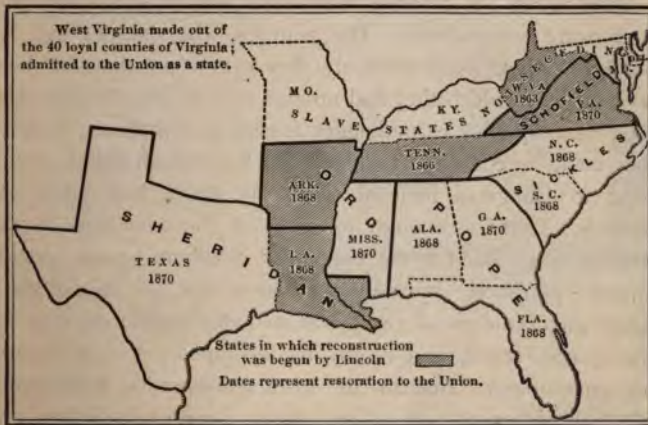 West Virginia made out of
the 40 loyal counties of Virginia;
admitted to the Union as a state.
MO.
SLAVE STATES NOT SECEDING
KY.
W.VA.
1863
SCHOFIELD
VA.
1870
TENN.
1866
N.C.
1868
SICKLES
S.C.
1868
ARK.
1868
ORD
MISS.
1870
ALA.
1868
GA.
1870
POPE
FLA.
1868
SHERIDAN
TEXAS
1870
LA.
1868
States in which reconstruction
was begun by Lincoln
Dates represent restoration to the Union.